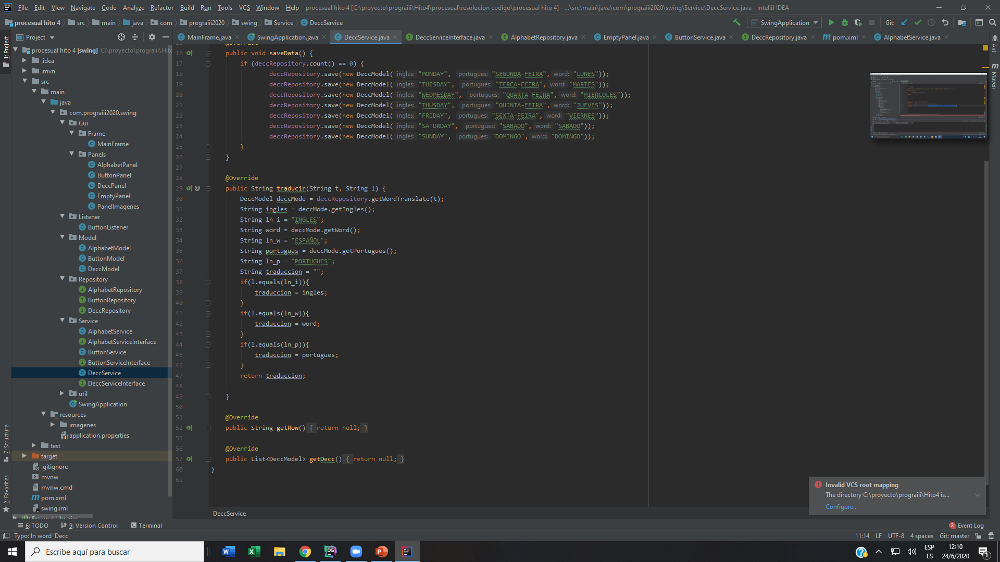 File Edit View Navigate Code Analyze Refactor Build Run Tools VCS Window Help procesual hito 4 [C:\proyecto\prograiii\Hito4\procesual\resolucion codigo\procesual hito 4] - ...\src\main\java\com\prograiii2020\swing\Service\DeccService.java - IntelliJ IDEA
procesual hito 4 src main java com prograiii2020 swing Service DeccService SwingApplication Git:
Project MainFrame.java SwingApplication.java DeccService.java DeccServiceInterface.java AlphabetRepository.java EmptyPanel.java ButtonService.java DeccRepository.java pom.xml AlphabetService.java
1: Project
7: Structure
2: Favorites
Ant
Maven
procesual hito 4 [swing] C:\proyecto\prograiii\Hito
.idea
.mvn
src
main
java
com.prograiii2020.swing
Gui
Frame
MainFrame
Panels
AlphabetPanel
ButtonPanel
DeccPanel
EmptyPanel
PanelImagenes
Listener
ButtonListener
Model
AlphabetModel
ButtonModel
DeccModel
Repository
AlphabetRepository
ButtonRepository
DeccRepository
Service
AlphabetService
AlphabetServiceInterface
ButtonService
ButtonServiceInterface
DeccService
DeccServiceInterface
util
SwingApplication
resources
imagenes
application.properties
test
target
.gitignore
mvnw
mvnw.cmd
pom.xml
swing.iml
External Libraries
@Override
16 public void saveData() {
17 if (deccRepository.count() == 0) {
18 deccRepository.save(new DeccModel( ingles: "MONDAY", portugues: "SEGUNDA-FEIRA", word: "LUNES"));
19 deccRepository.save(new DeccModel( ingles: "TUESDAY", portugues: "TERCA-FEIRA", word: "MARTES"));
20 deccRepository.save(new DeccModel( ingles: "WEDMESDAY", portugues: "QUARTA-FEIRA", word: "MIERCOLES"));
21 deccRepository.save(new DeccModel( ingles: "THUSDAY", portugues: "QUINTA-FEIRA", word: "JUEVES"));
22 deccRepository.save(new DeccModel( ingles: "FRIDAY", portugues: "SEXTA-FEIRA", word: "VIERNES"));
23 deccRepository.save(new DeccModel( ingles: "SATURDAY", portugues: "SABADO", word: "SABADO"));
24 deccRepository.save(new DeccModel( ingles: "SUNDAY", portugues: "DOMINGO", word: "DOMINGO"));
25 }
26 }
27
28 @Override
29 @ public String traducir(String t, String l) {
30 DeccModel deccMode = deccRepository.getWordTranslate(t);
31 String ingles = deccMode.getIngles();
32 String ln_i = "INGLES";
33 String word = deccMode.getWord();
34 String ln_w = "ESPAÑOL";
35 String portugues = deccMode.getPortugues();
36 String ln_p = "PORTUGUES";
37 String traduccion = "";
38 if(l.equals(ln_i)){
39 traduccion = ingles;
40 }
41 if(l.equals(ln_w)){
42 traduccion = word;
43 }
44 if(l.equals(ln_p)){
45 traduccion = portugues;
46 }
47 return traduccion;
48
49 }
50
51 @Override
52 public String getRow() { return null; }
55
56 @Override
57 public List<DeccModel> getDecc() { return null; }
60 }
61
DeccService
Invalid VCS root mapping
The directory C:\proyecto\prograiii\Hito4 is...
Configure...
6: TODO 9: Version Control Terminal 2 Event Log
Typo: In word 'Decc' 11:14 LF UTF-8 4 spaces Git: master
Escribe aquí para buscar
ESP 12:10
ES 24/6/2020 1